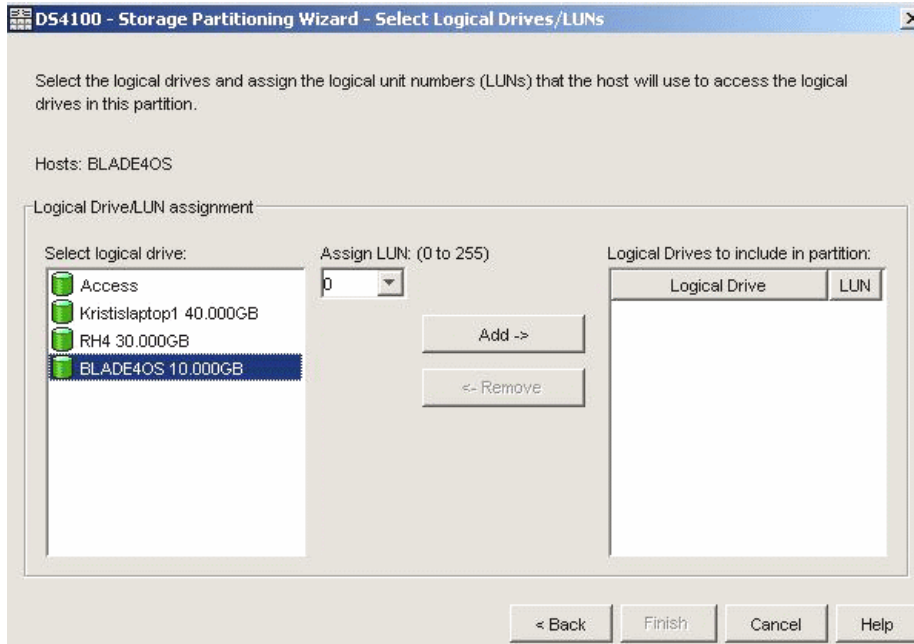 DS4100 - Storage Partitioning Wizard - Select Logical Drives/LUNs
Select the logical drives and assign the logical unit numbers (LUNs) that the host will use to access the logical
drives in this partition.
Hosts: BLADE4OS
Logical Drive/LUN assignment
Select logical drive:
Assign LUN: (0 to 255)
Logical Drives to include in partition:
Access
Kristislaptop1 40.000GB
RH4 30.000GB
BLADE4OS 10.000GB
0
Logical Drive
LUN
Add ->
<- Remove
< Back
Finish
Cancel
Help